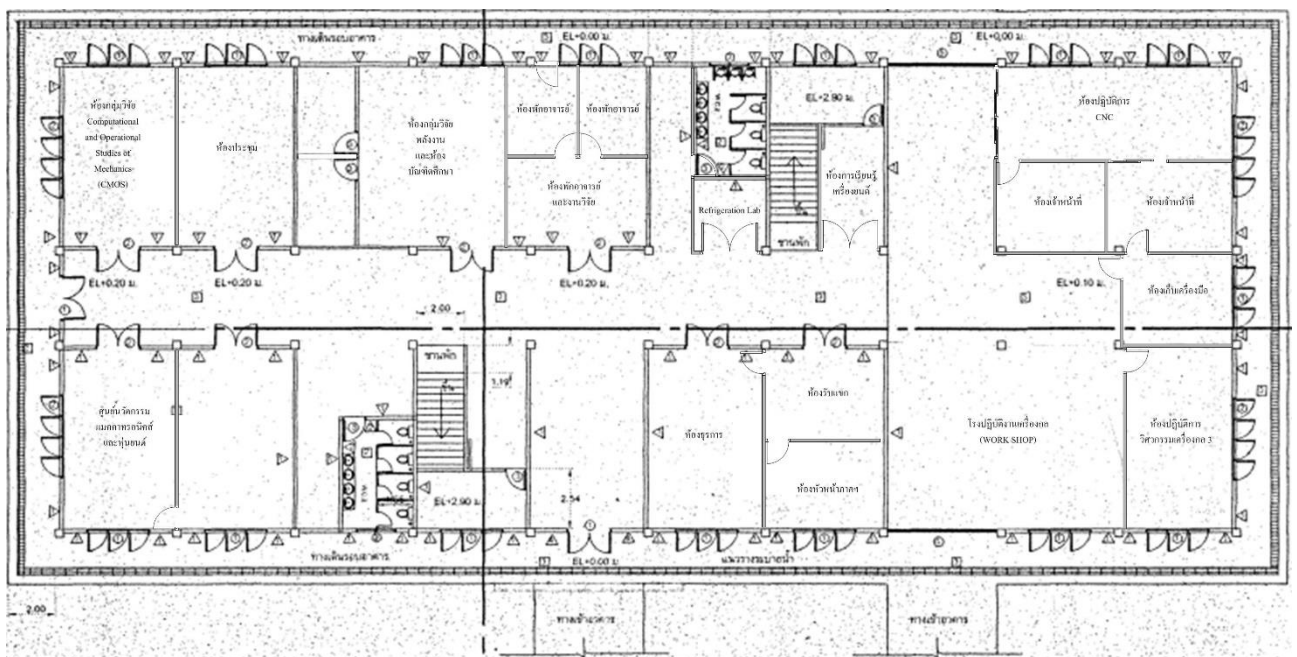 ทางเดินรอบอาคาร
EL+0.00 ม.
EL+0.00 ม.
ห้องกลุ่มวิจัย
Computational
and Operational
Studies of
Mechanics
(CMOS)
ห้องประชุม
ห้องกลุ่มวิจัย
พลังงาน
และห้อง
บัณฑิตศึกษา
ห้องพักอาจารย์
ห้องพักอาจารย์
ห้องพักอาจารย์
และงานวิจัย
EL+2.90 ม.
ห้องการเรียนรู้
เครื่องยนต์
Refrigeration Lab
ชานพัก
ขึ้น
ห้องปฏิบัติการ
CNC
ห้องเจ้าหน้าที่
ห้องเจ้าหน้าที่
EL+0.20 ม.
EL+0.20 ม.
EL+0.20 ม.
EL+0.10 ม.
ห้องเก็บเครื่องมือ
2.00
ชานพัก
ขึ้น
ศูนย์นวัตกรรม
แมคคาทรอนิคส์
และหุ่นยนต์
ห้องธุรการ
ห้องรับแขก
ห้องหัวหน้าภาคฯ
โรงปฏิบัติงานเครื่องกล
(WORK SHOP)
ห้องปฏิบัติการ
วิศวกรรมเครื่องกล 3
EL+2.90 ม.
2.54
ทางเดินรอบอาคาร
EL+0.00 ม.
แนวรางระบายน้ำ
2.00
ทางเข้าอาคาร
ทางเข้าอาคาร